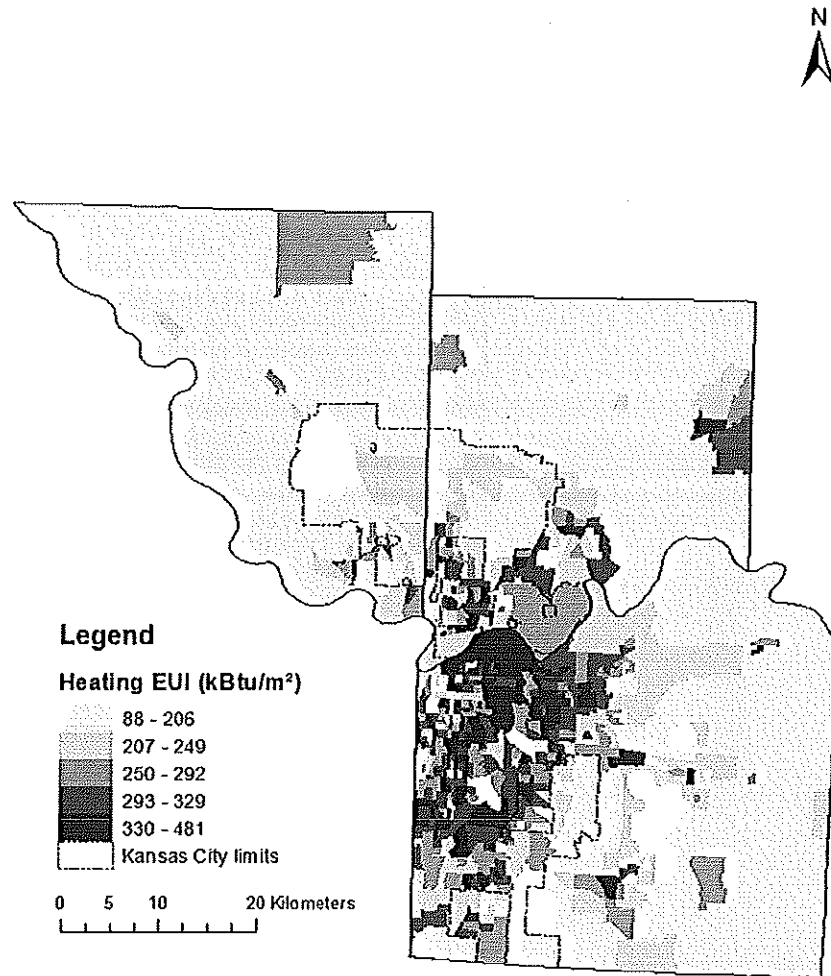 N
Legend
Heating EUI (kBtu/m²)
88 - 206
207 - 249
250 - 292
293 - 329
330 - 481
Kansas City limits
0 5 10 20 Kilometers